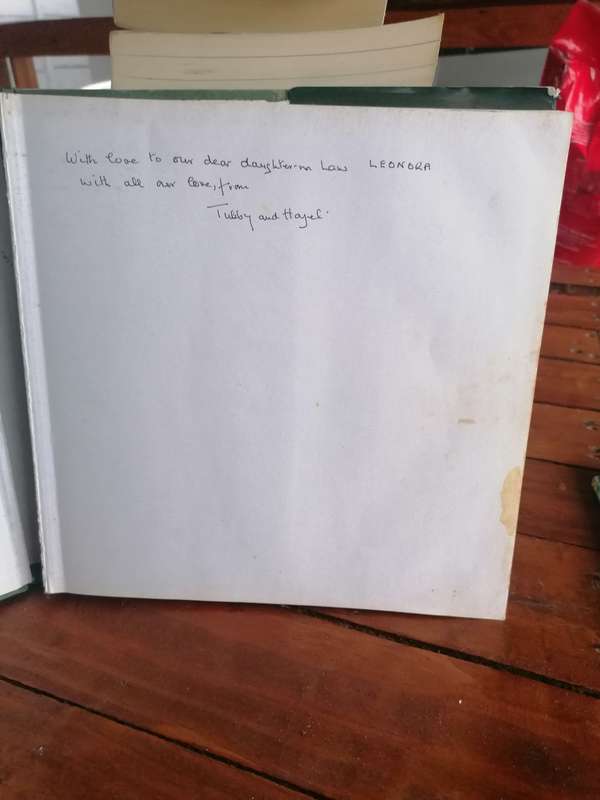 With love to our dear daughter-in Law LEONORA
with all our love, from
Tubby and Hazel.